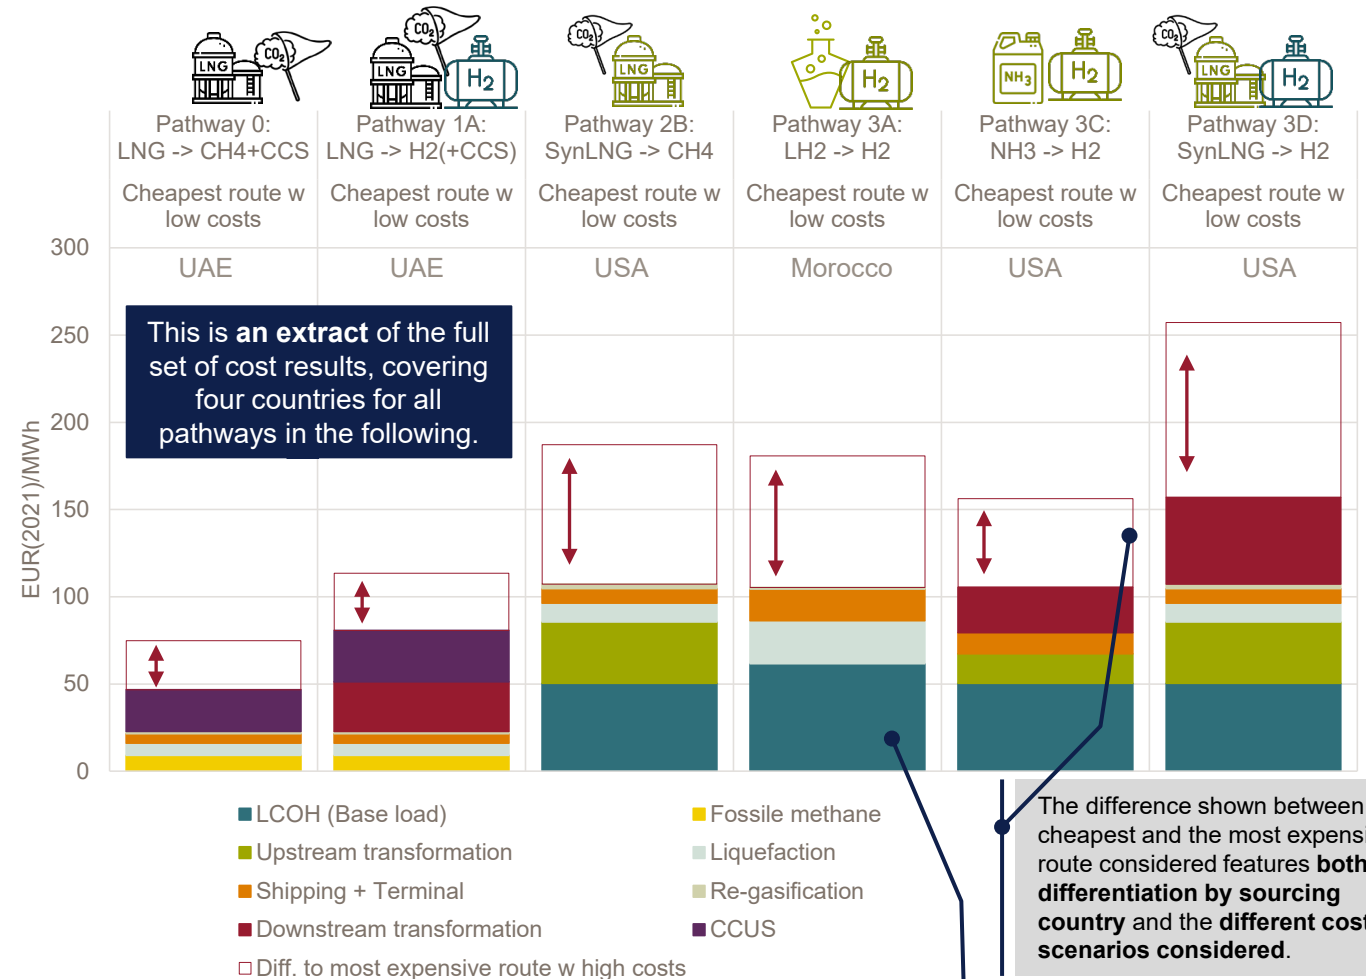 CO₂
LNG
CO₂
LNG
H₂
CO₂
LNG
H₂
NH₃
H₂
CO₂
LNG
H₂
Pathway 0:
LNG -> CH4+CCS
Cheapest route w
low costs
Pathway 1A:
LNG -> H2(+CCS)
Cheapest route w
low costs
Pathway 2B:
SynLNG -> CH4
Cheapest route w
low costs
Pathway 3A:
LH2 -> H2
Cheapest route w
low costs
Pathway 3C:
NH3 -> H2
Cheapest route w
low costs
Pathway 3D:
SynLNG -> H2
Cheapest route w
low costs
UAE
UAE
USA
Morocco
USA
USA
This is an extract of the full
set of cost results, covering
four countries for all
pathways in the following.
EUR(2021)/MWh
300
250
200
150
100
50
0
LCOH (Base load)
Fossile methane
Upstream transformation
Liquefaction
Shipping + Terminal
Re-gasification
Downstream transformation
CCUS
Diff. to most expensive route w high costs
The difference shown between
cheapest and the most expensi
route considered features both
differentiation by sourcing
country and the different cost
scenarios considered.